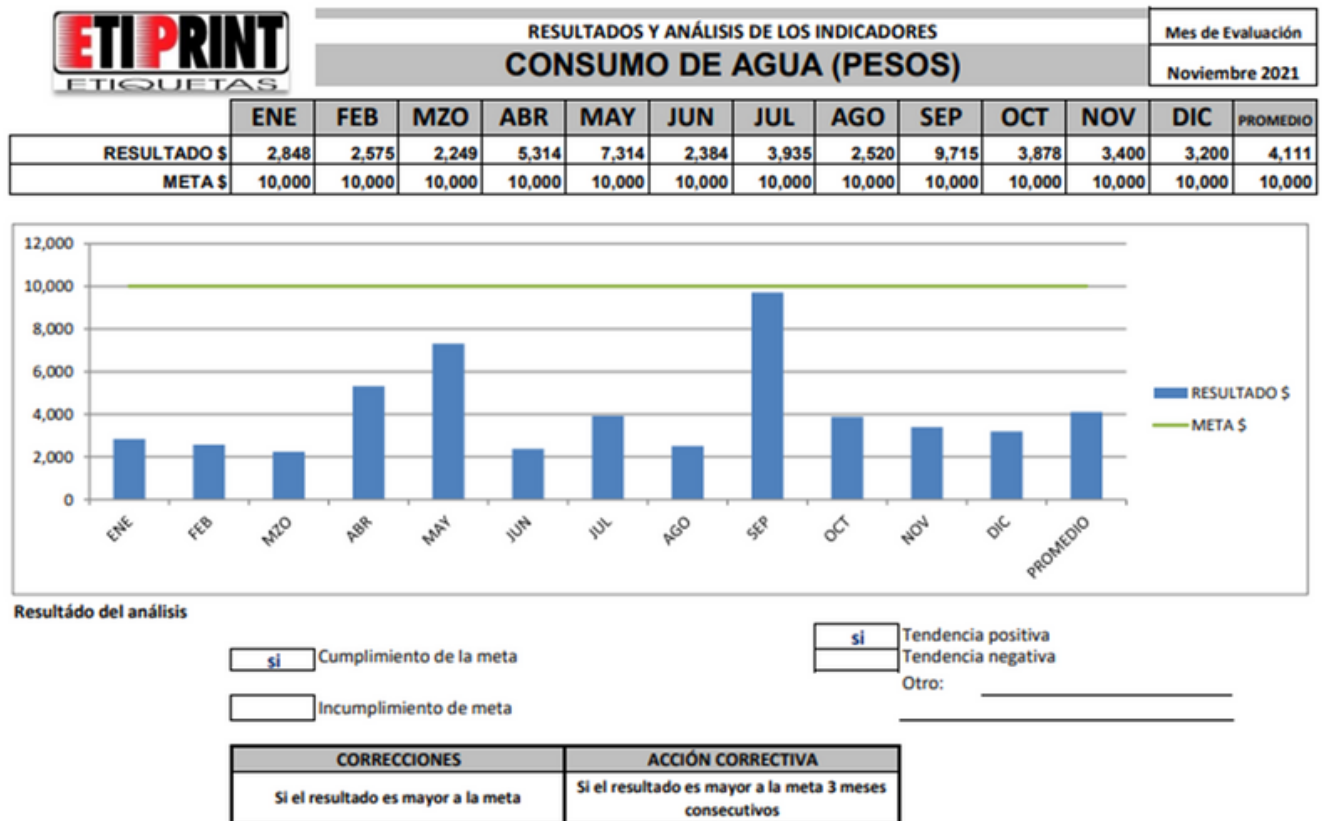 ETIPRINT
ETIQUETAS
RESULTADOS Y ANÁLISIS DE LOS INDICADORES
CONSUMO DE AGUA (PESOS)
Mes de Evaluación
Noviembre 2021
ENE FEB MZO ABR MAY JUN JUL AGO SEP OCT NOV DIC PROMEDIO
RESULTADO $ 2,848 2,575 2,249 5,314 7,314 2,384 3,935 2,520 9,715 3,878 3,400 3,200 4,111
META $ 10,000 10,000 10,000 10,000 10,000 10,000 10,000 10,000 10,000 10,000 10,000 10,000 10,000
12,000
10,000
8,000
6,000
4,000
2,000
0
ENE FEB MZO ABR MAY JUN JUL AGO SEP OCT NOV DIC PROMEDIO
RESULTADO $
META $
Resultádo del análisis
si Cumplimiento de la meta
Incumplimiento de meta
si Tendencia positiva
Tendencia negativa
Otro:
CORRECCIONES ACCIÓN CORRECTIVA
Si el resultado es mayor a la meta
Si el resultado es mayor a la meta 3 meses
consecutivos